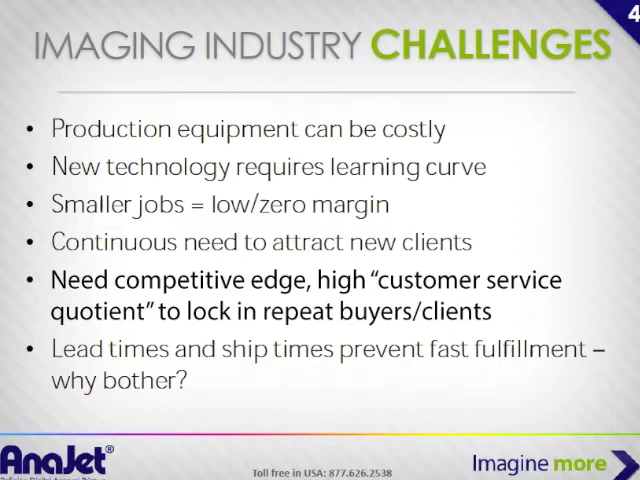 4
IMAGING INDUSTRY CHALLENGES
• Production equipment can be costly
• New technology requires learning curve
• Smaller jobs = low/zero margin
• Continuous need to attract new clients
• Need competitive edge, high “customer service
quotient” to lock in repeat buyers/clients
• Lead times and ship times prevent fast fulfillment –
why bother?
AnaJet®
Toll free in USA: 877.626.2538
Imagine more